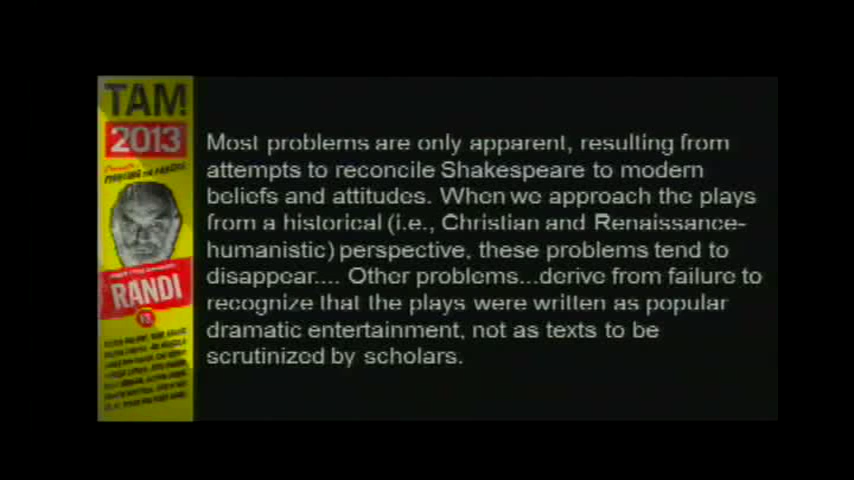 TAM!
2013
RANDI
Most problems are only apparent, resulting from
attempts to reconcile Shakespeare to modern
beliefs and attitudes. When we approach the plays
from a historical (i.e., Christian and Renaissance-
humanistic) perspective, these problems tend to
disappear.... Other problems...derive from failure to
recognize that the plays were written as popular
dramatic entertainment, not as texts to be
scrutinized by scholars.